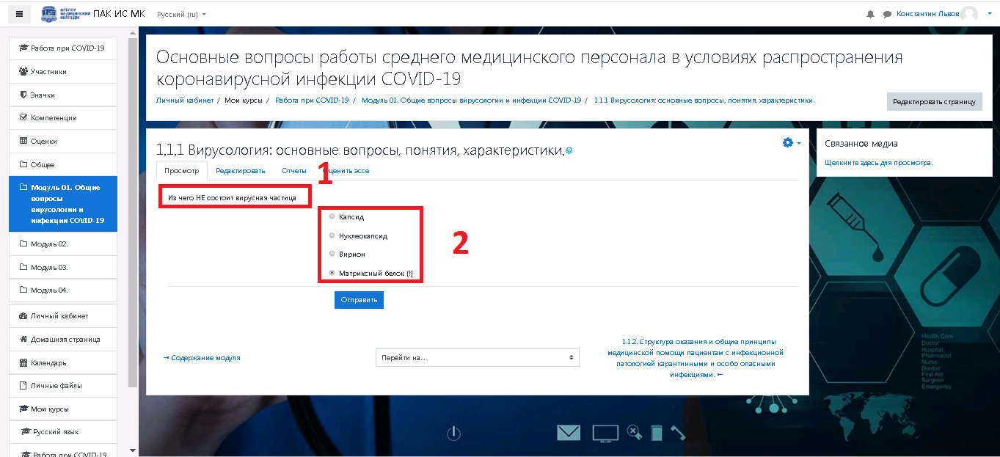 ФГБПОУ
МЕДИЦИНСКИЙ
КОЛЛЕДЖ
ПАК ИС МК
Русский (ru)
Константин Львов
Работа при COVID-19
Участники
Значки
Компетенции
Оценки
Общее
Модуль 01. Общие
вопросы
вирусологии и
инфекции COVID-19
Модуль 02.
Модуль 03.
Модуль 04.
Личный кабинет
Домашняя страница
Календарь
Личные файлы
Мои курсы
Русский язык
Работа при COVID-19
Основные вопросы работы среднего медицинского персонала в условиях распространения
коронавирусной инфекции COVID-19
Личный кабинет / Мои курсы / Работа при COVID-19 / Модуль 01. Общие вопросы вирусологии и инфекции COVID-19 / 1.1.1 Вирусология: основные вопросы, понятия, характеристики.
Редактировать страницу
1.1.1 Вирусология: основные вопросы, понятия, характеристики.
Просмотр Редактировать Отчеты Оценить эссе
1
Из чего НЕ состоит вирусная частица
Капсид
Нуклеокапсид
Вирион
Матриксный белок (!)
2
Отправить
→ Содержание модуля
Перейти на...
1.1.2. Структура оказания и общие принципы
медицинской помощи пациентам с инфекционной
патологией карантинными и особо опасными
инфекциями. ←
Связанное медиа
Щелкните здесь для просмотра.
Health Care
Doctor
Hospital
Pharmacist
Nurse
Dentist
First Aid
Surgeon
Emergency